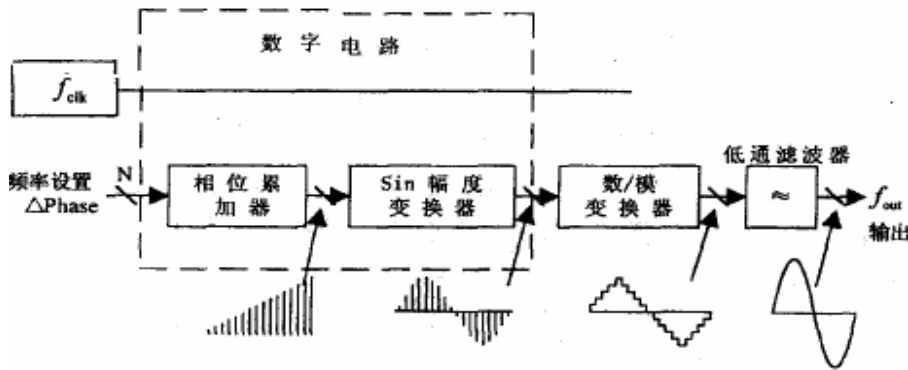 数字电路
fclk
频率设置
△Phase
N
相位累
加器
Sin 幅度
变换器
数/模
变换器
低通滤波器
≈
fout
输出